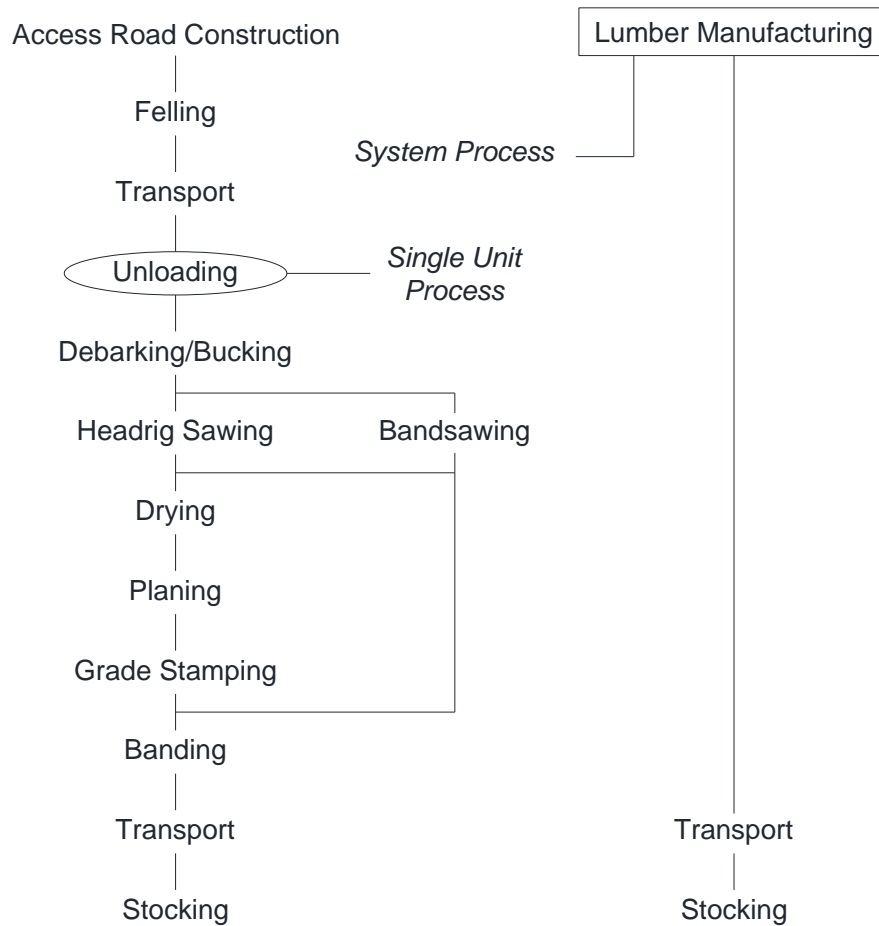 Access Road Construction
Lumber Manufacturing
Felling
System Process
Transport
Unloading
Single Unit
Process
Debarking/Bucking
Headrig Sawing
Bandsawing
Drying
Planing
Grade Stamping
Banding
Transport
Transport
Stocking
Stocking